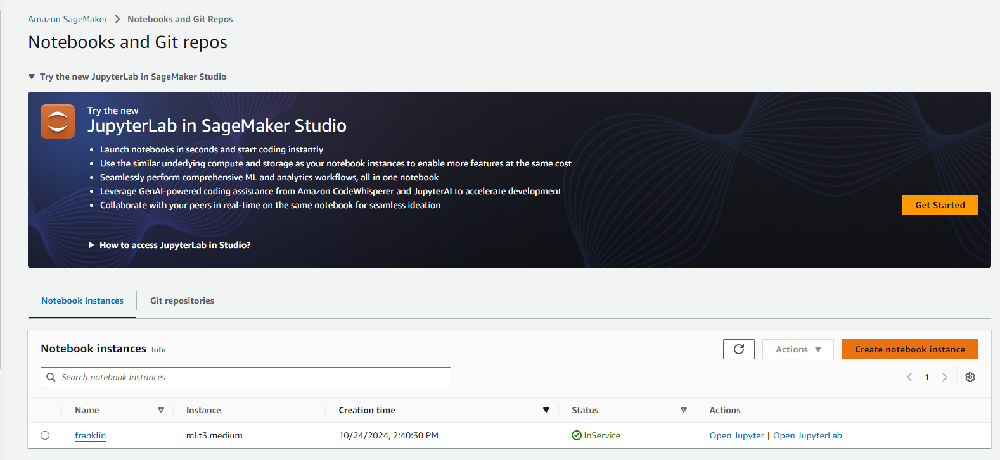 Amazon SageMaker > Notebooks and Git Repos
Notebooks and Git repos
Try the new JupyterLab in SageMaker Studio
Try the new
JupyterLab in SageMaker Studio
Launch notebooks in seconds and start coding instantly
Use the similar underlying compute and storage as your notebook instances to enable more features at the same cost
Seamlessly perform comprehensive ML and analytics workflows, all in one notebook
Leverage GenAI-powered coding assistance from Amazon CodeWhisperer and JupyterAI to accelerate development
Collaborate with your peers in real-time on the same notebook for seamless ideation
Get Started
How to access JupyterLab in Studio?
Notebook instances Git repositories
Notebook instances Info
Actions Create notebook instance
Search notebook instances
1
Name Instance Creation time Status Actions
franklin ml.t3.medium 10/24/2024, 2:40:30 PM InService Open Jupyter | Open JupyterLab